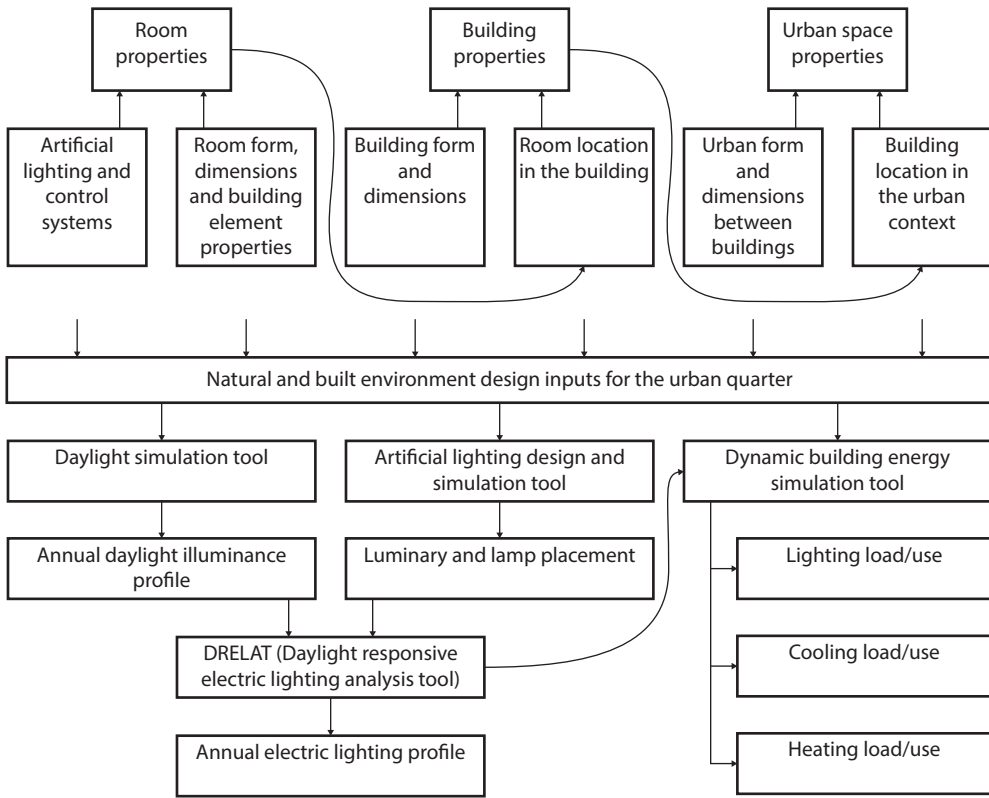 Room
properties
Building
properties
Urban space
properties
Artificial
lighting and
control
systems
Room form,
dimensions
and building
element
properties
Building form
and
dimensions
Room location
in the building
Urban form
and
dimensions
between
buildings
Building
location in
the urban
context
Natural and built environment design inputs for the urban quarter
Daylight simulation tool
Artificial lighting design and
simulation tool
Dynamic building energy
simulation tool
Annual daylight illuminance
profile
Luminary and lamp placement
Lighting load/use
DRELAT (Daylight responsive
electric lighting analysis tool)
Cooling load/use
Annual electric lighting profile
Heating load/use